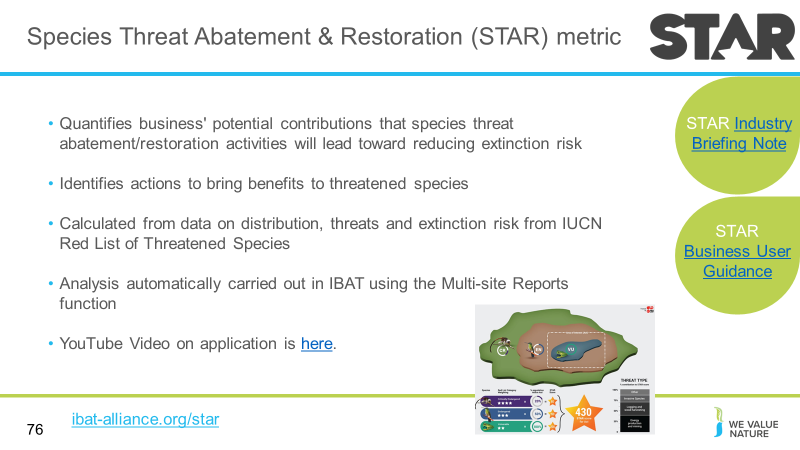 Species Threat Abatement & Restoration (STAR) metric
STAR
• Quantifies business' potential contributions that species threat
abatement/restoration activities will lead toward reducing extinction risk
• Identifies actions to bring benefits to threatened species
• Calculated from data on distribution, threats and extinction risk from IUCN
Red List of Threatened Species
• Analysis automatically carried out in IBAT using the Multi-site Reports
function
• YouTube Video on application is here.
STAR Industry
Briefing Note
STAR
Business User
Guidance
CR
EN
VU
THREAT TYPE
Species
430
76
ibat-alliance.org/star
WE VALUE
NATURE